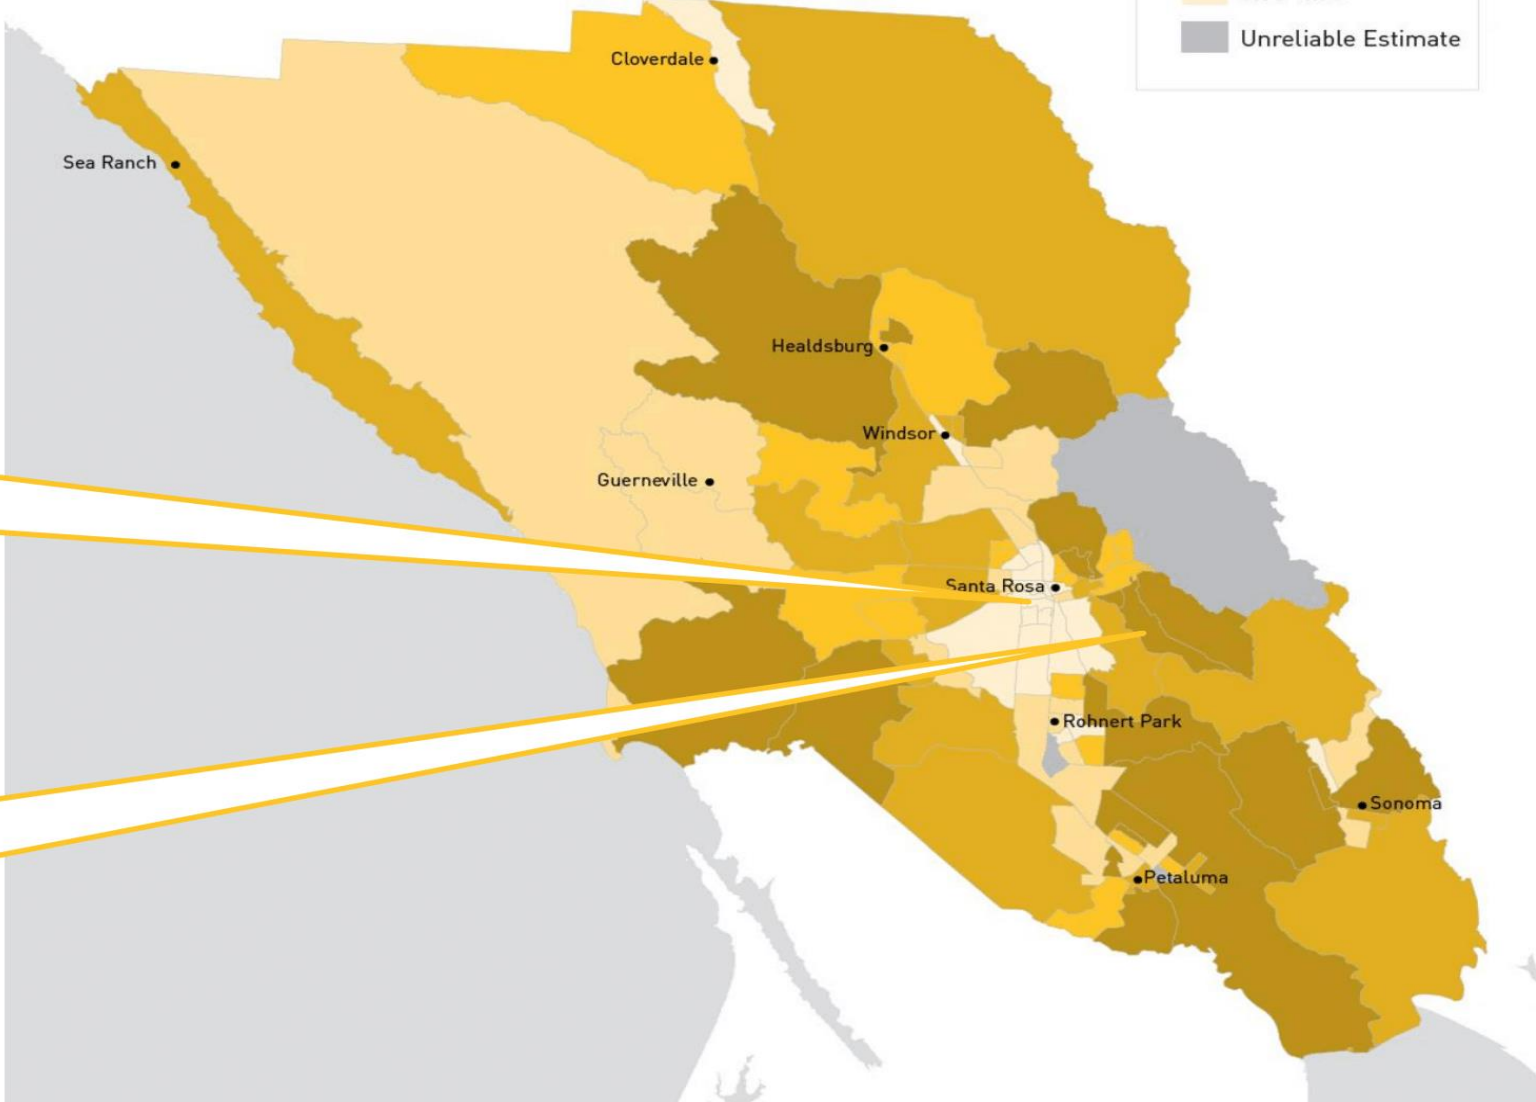 Unreliable Estimate
Cloverdale
Sea Ranch
Healdsburg
Windsor
Guerneville
Santa Rosa
Rohnert Park
Sonoma
Petaluma